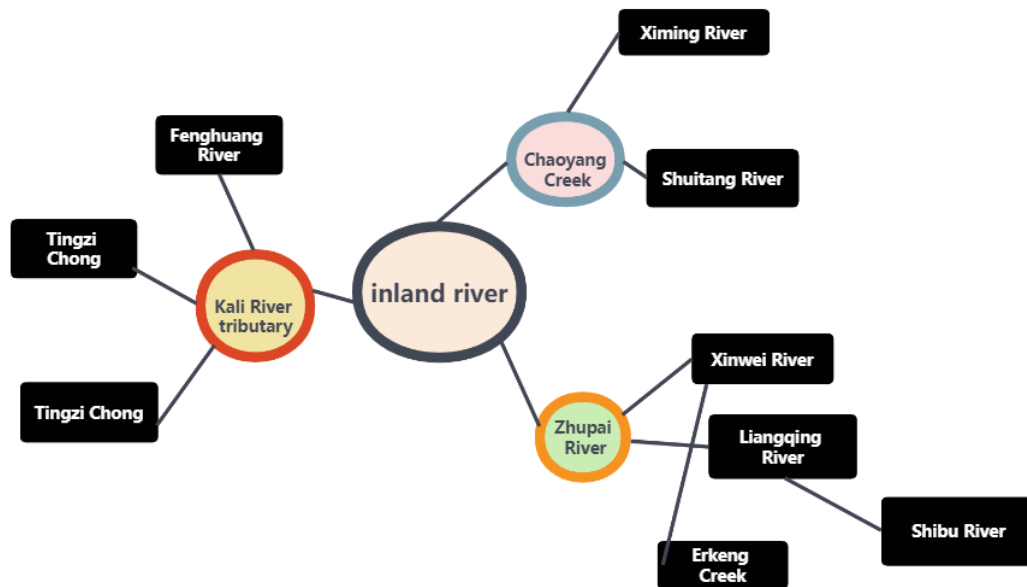 Ximing River
Fenghuang
River
Chaoyang
Creek
Shuitang River
Tingzi
Chong
inland river
Kali River
tributary
Xinwei River
Tingzi Chong
Zhupai
River
Liangqing
River
Shibu River
Erkeng
Creek